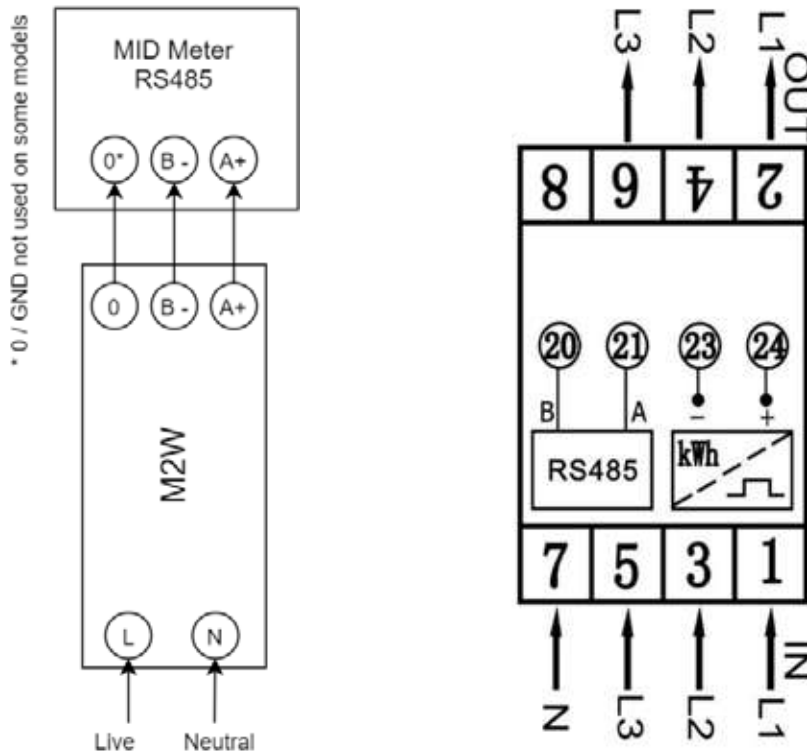 * 0 / GND not used on some models
MID Meter
RS485
0* B - A+
0 B - A+
M2W
L N
Live Neutral
L3 L2 L1
OUT
8 6 4 2
20 21 23 24
B A - +
RS485 kWh
7 5 3 1
IN
N L3 L2 L1